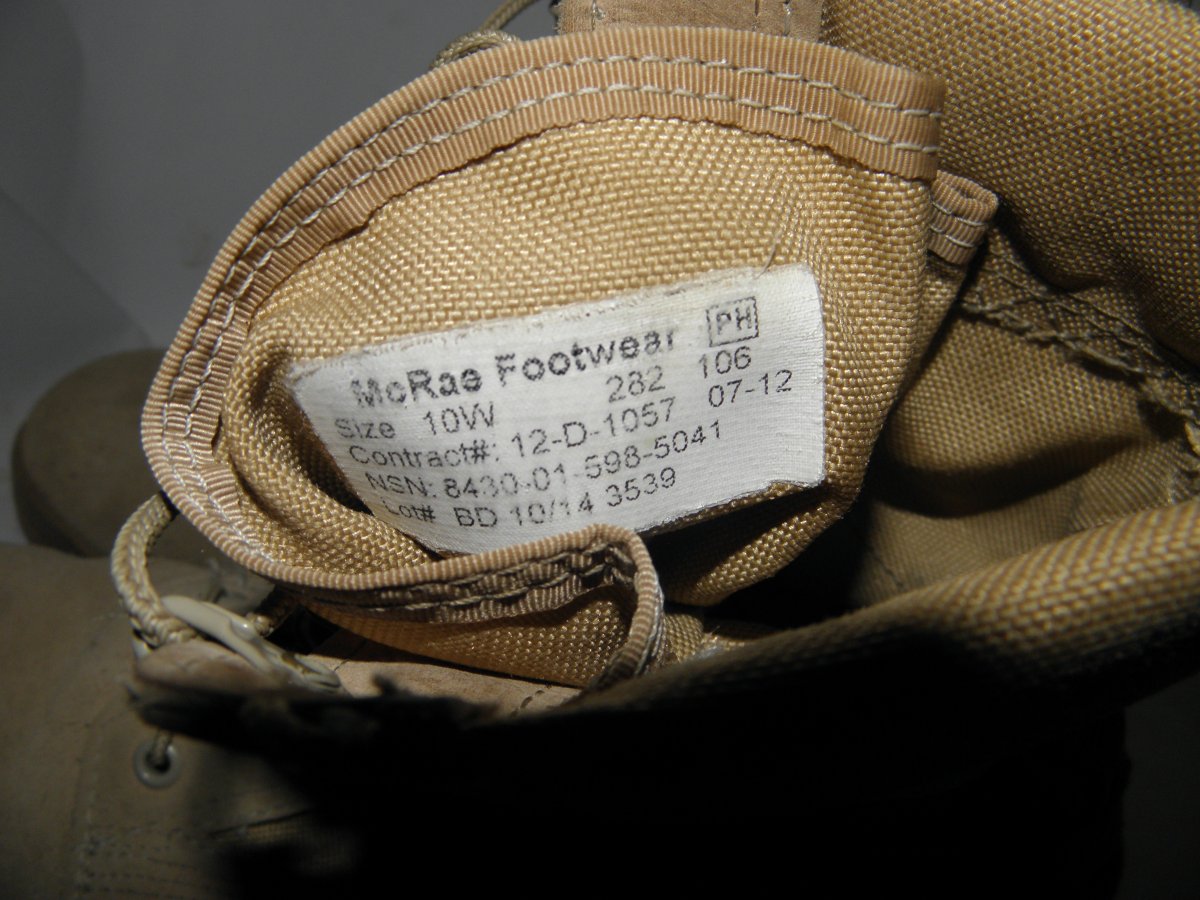 McRae Footwear PH
Size 10W 282 106
Contract#: 12-D-1057 07-12
NSN: 8430-01-598-5041
Lot# BD 10/14 3539